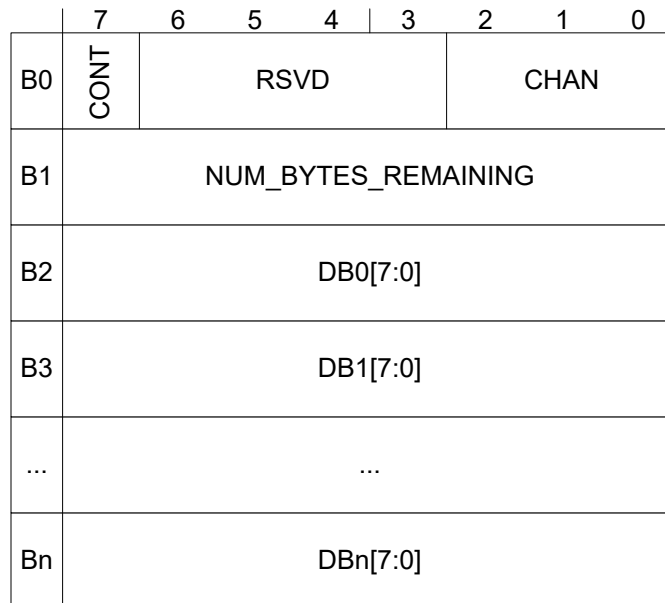 7 6 5 4 3 2 1 0
B0 CONT RSVD CHAN
B1 NUM_BYTES_REMAINING
B2 DB0[7:0]
B3 DB1[7:0]
... ...
Bn DBn[7:0]